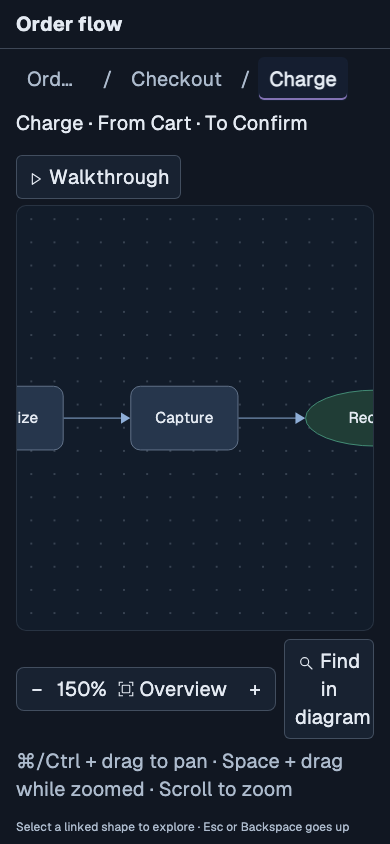 Order flow
Ord... / Checkout / Charge
Charge · From Cart · To Confirm
Walkthrough
ize Capture Rec
− 150% Overview + Find in diagram
⌘/Ctrl + drag to pan · Space + drag
while zoomed · Scroll to zoom
Select a linked shape to explore · Esc or Backspace goes up